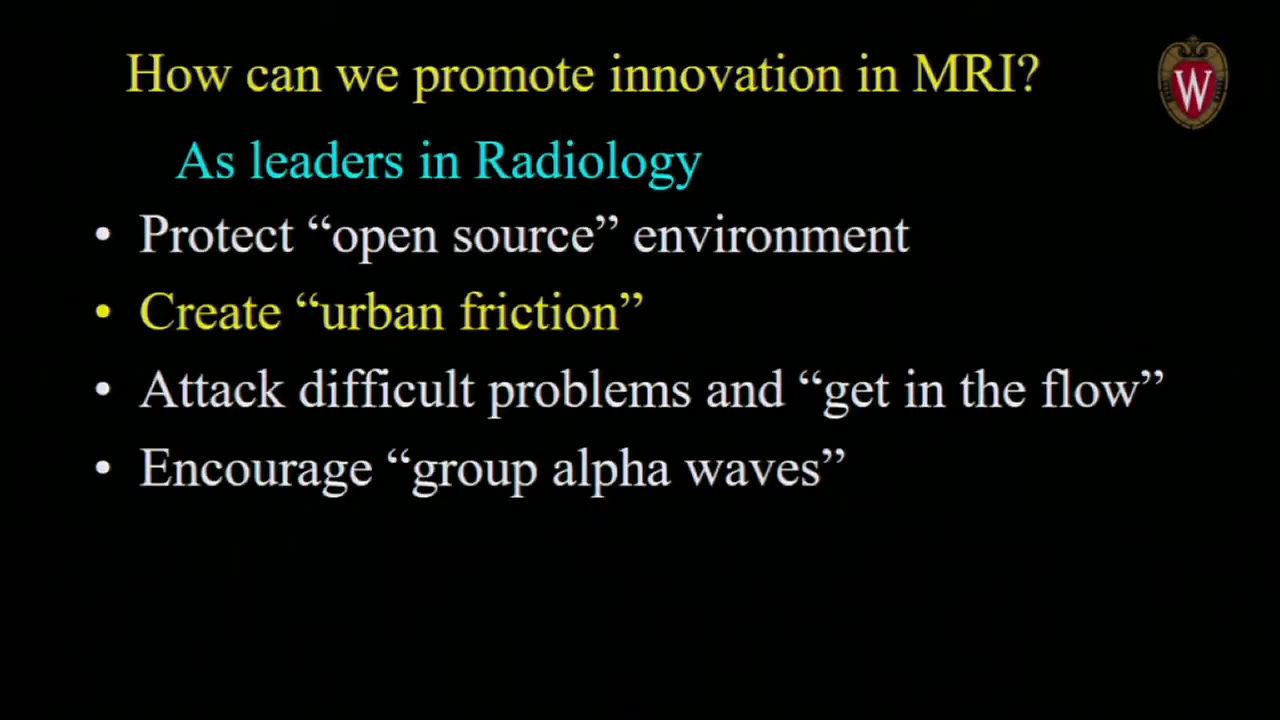 How can we promote innovation in MRI?
W
As leaders in Radiology
• Protect “open source” environment
• Create “urban friction”
• Attack difficult problems and “get in the flow”
• Encourage “group alpha waves”